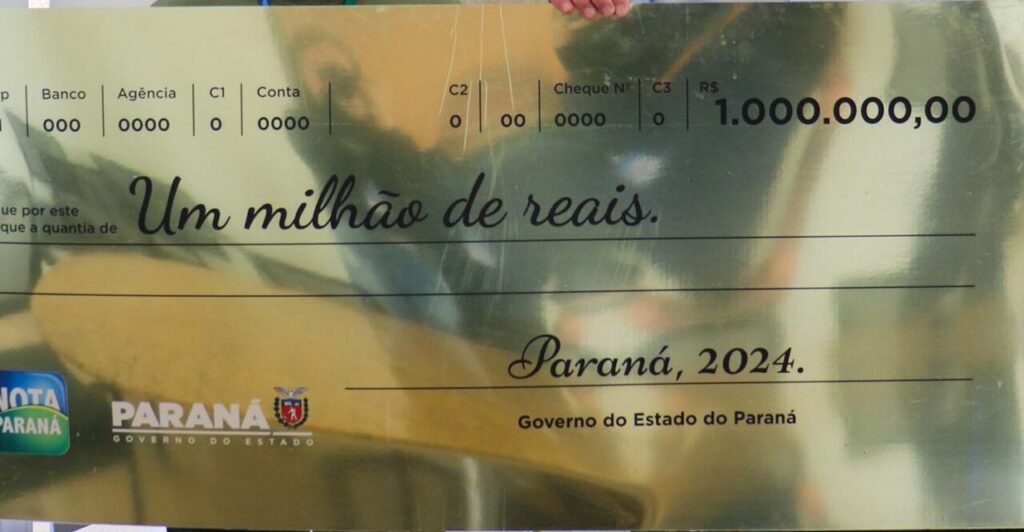 Banco Agência C1 Conta C2 Cheque Nº C3 R$
000 0000 0 0000 0 00 0000 0 1.000.000,00
ue por este
que a quantia de Um milhão de reais.
Paraná, 2024.
Governo do Estado do Paraná
NOTA
PARANÁ
PARANÁ
GOVERNO DO ESTADO